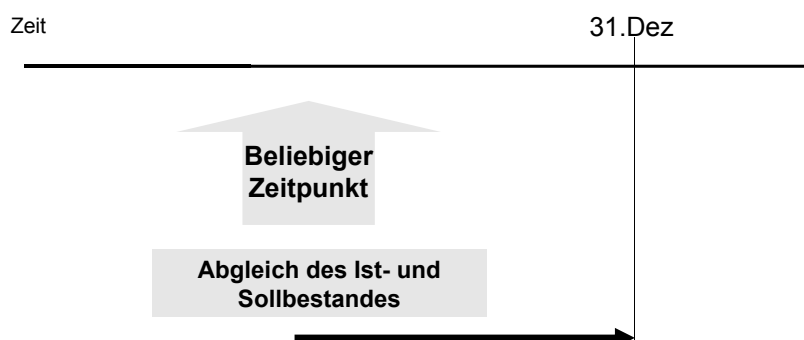 Zeit
31.Dez
Beliebiger
Zeitpunkt
Abgleich des Ist- und
Sollbestandes